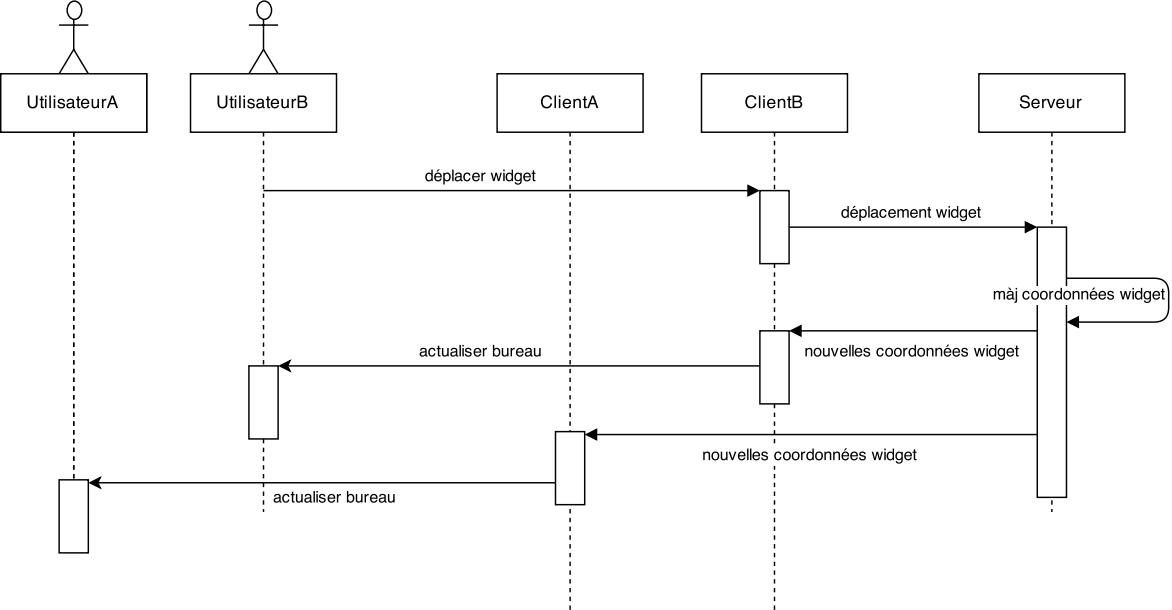 UtilisateurA
UtilisateurB
ClientA
ClientB
Serveur
déplacer widget
déplacement widget
màj coordonnées widget
nouvelles coordonnées widget
actualiser bureau
nouvelles coordonnées widget
actualiser bureau